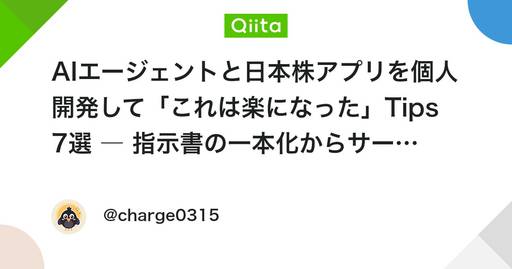 Qiita
AIエージェントと日本株アプリを個人
開発して「これは楽になった」Tips
7選 ― 指示書の一本化からサー…
@charge0315